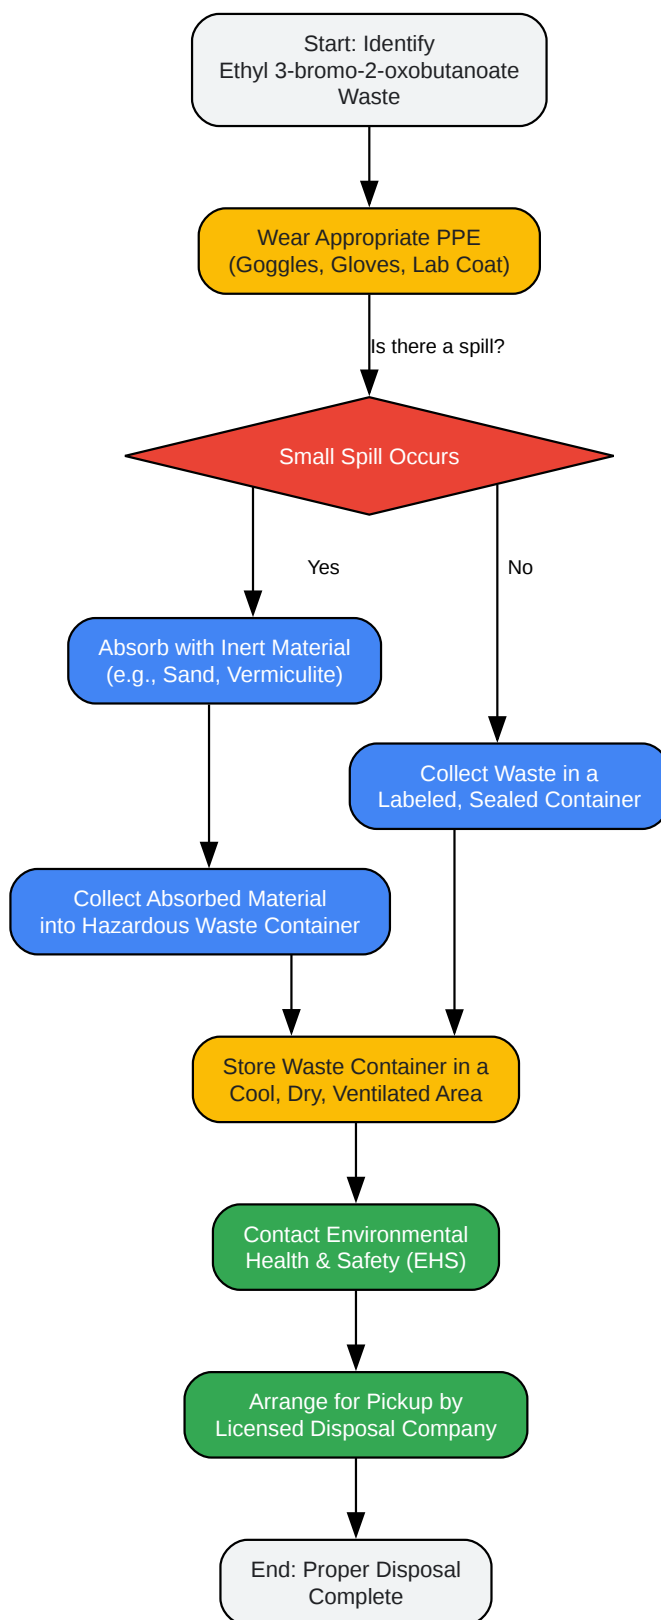 Start: Identify
Ethyl 3-bromo-2-oxobutanoate
Waste
Wear Appropriate PPE
(Goggles, Gloves, Lab Coat)
Is there a spill?
Small Spill Occurs
Yes
No
Absorb with Inert Material
(e.g., Sand, Vermiculite)
Collect Waste in a
Labeled, Sealed Container
Collect Absorbed Material
into Hazardous Waste Container
Store Waste Container in a
Cool, Dry, Ventilated Area
Contact Environmental
Health & Safety (EHS)
Arrange for Pickup by
Licensed Disposal Company
End: Proper Disposal
Complete